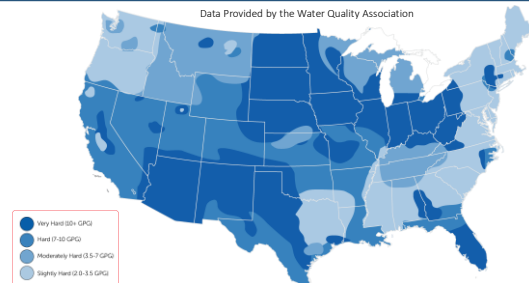 Data Provided by the Water Quality Association
Very Hard (10+ GPG)
Hard (7-10 GPG)
Moderately Hard (3.5-7 GPG)
Slightly Hard (2.0-3.5 GPG)